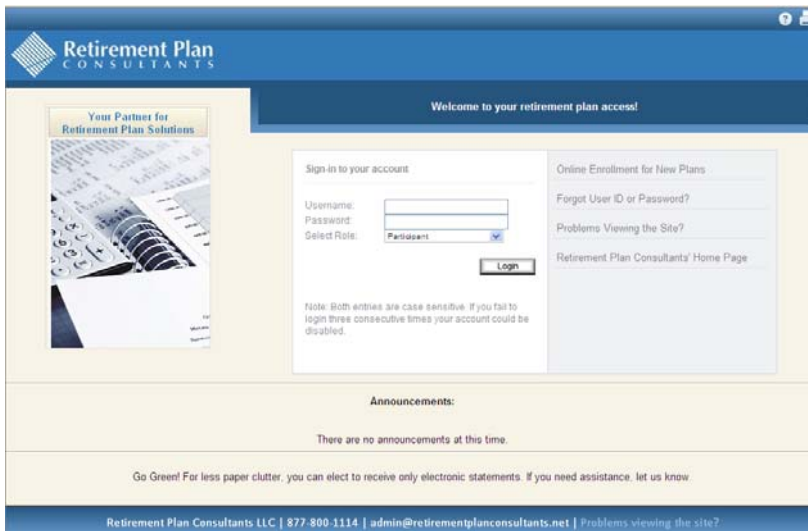 Retirement Plan
CONSULTANTS
Your Partner for
Retirement Plan Solutions
Welcome to your retirement plan access!
Sign-in to your account
Username:
Password:
Select Role:
Participant
Login
Note: Both entries are case sensitive. If you fail to
login three consecutive times your account could be
disabled.
Online Enrollment for New Plans
Forgot User ID or Password?
Problems Viewing the Site?
Retirement Plan Consultants' Home Page
Announcements:
There are no announcements at this time.
Go Green! For less paper clutter, you can elect to receive only electronic statements. If you need assistance, let us know
Retirement Plan Consultants LLC | 877-800-1114 | admin@retirementplanconsultants.net | Problems viewing the site?